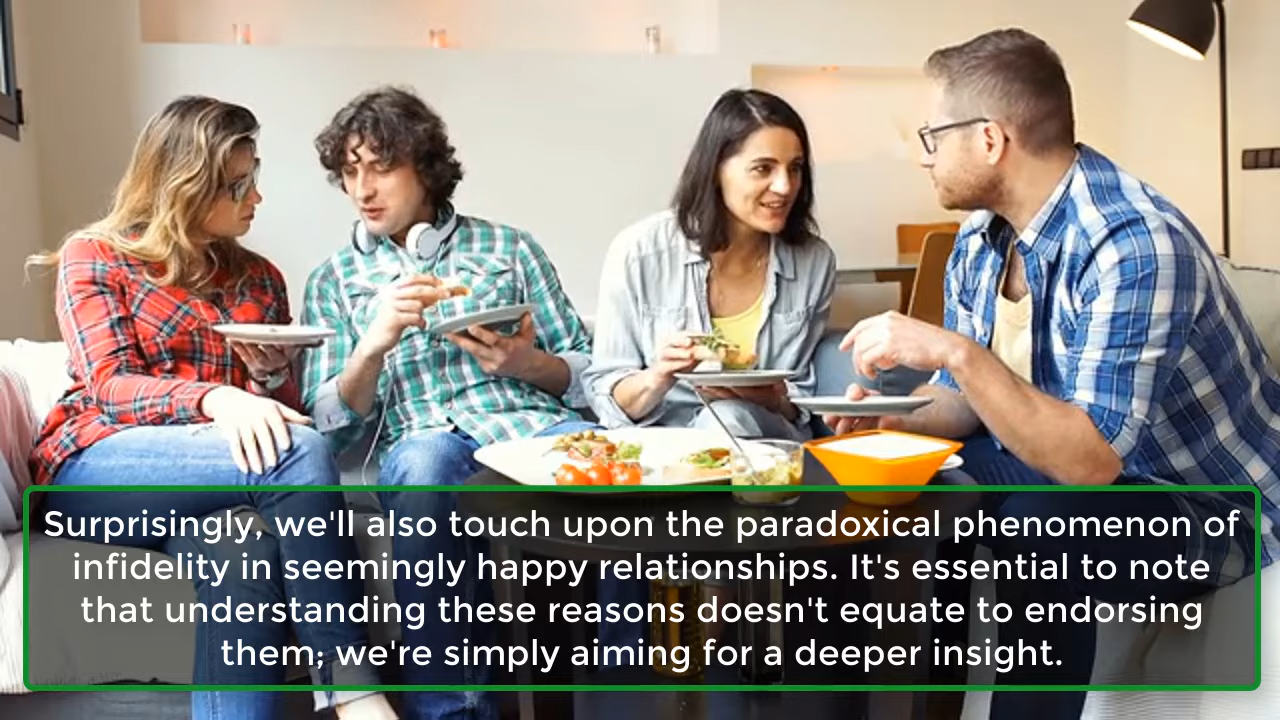 Surprisingly, we'll also touch upon the paradoxical phenomenon of
infidelity in seemingly happy relationships. It's essential to note
that understanding these reasons doesn't equate to endorsing
them; we're simply aiming for a deeper insight.